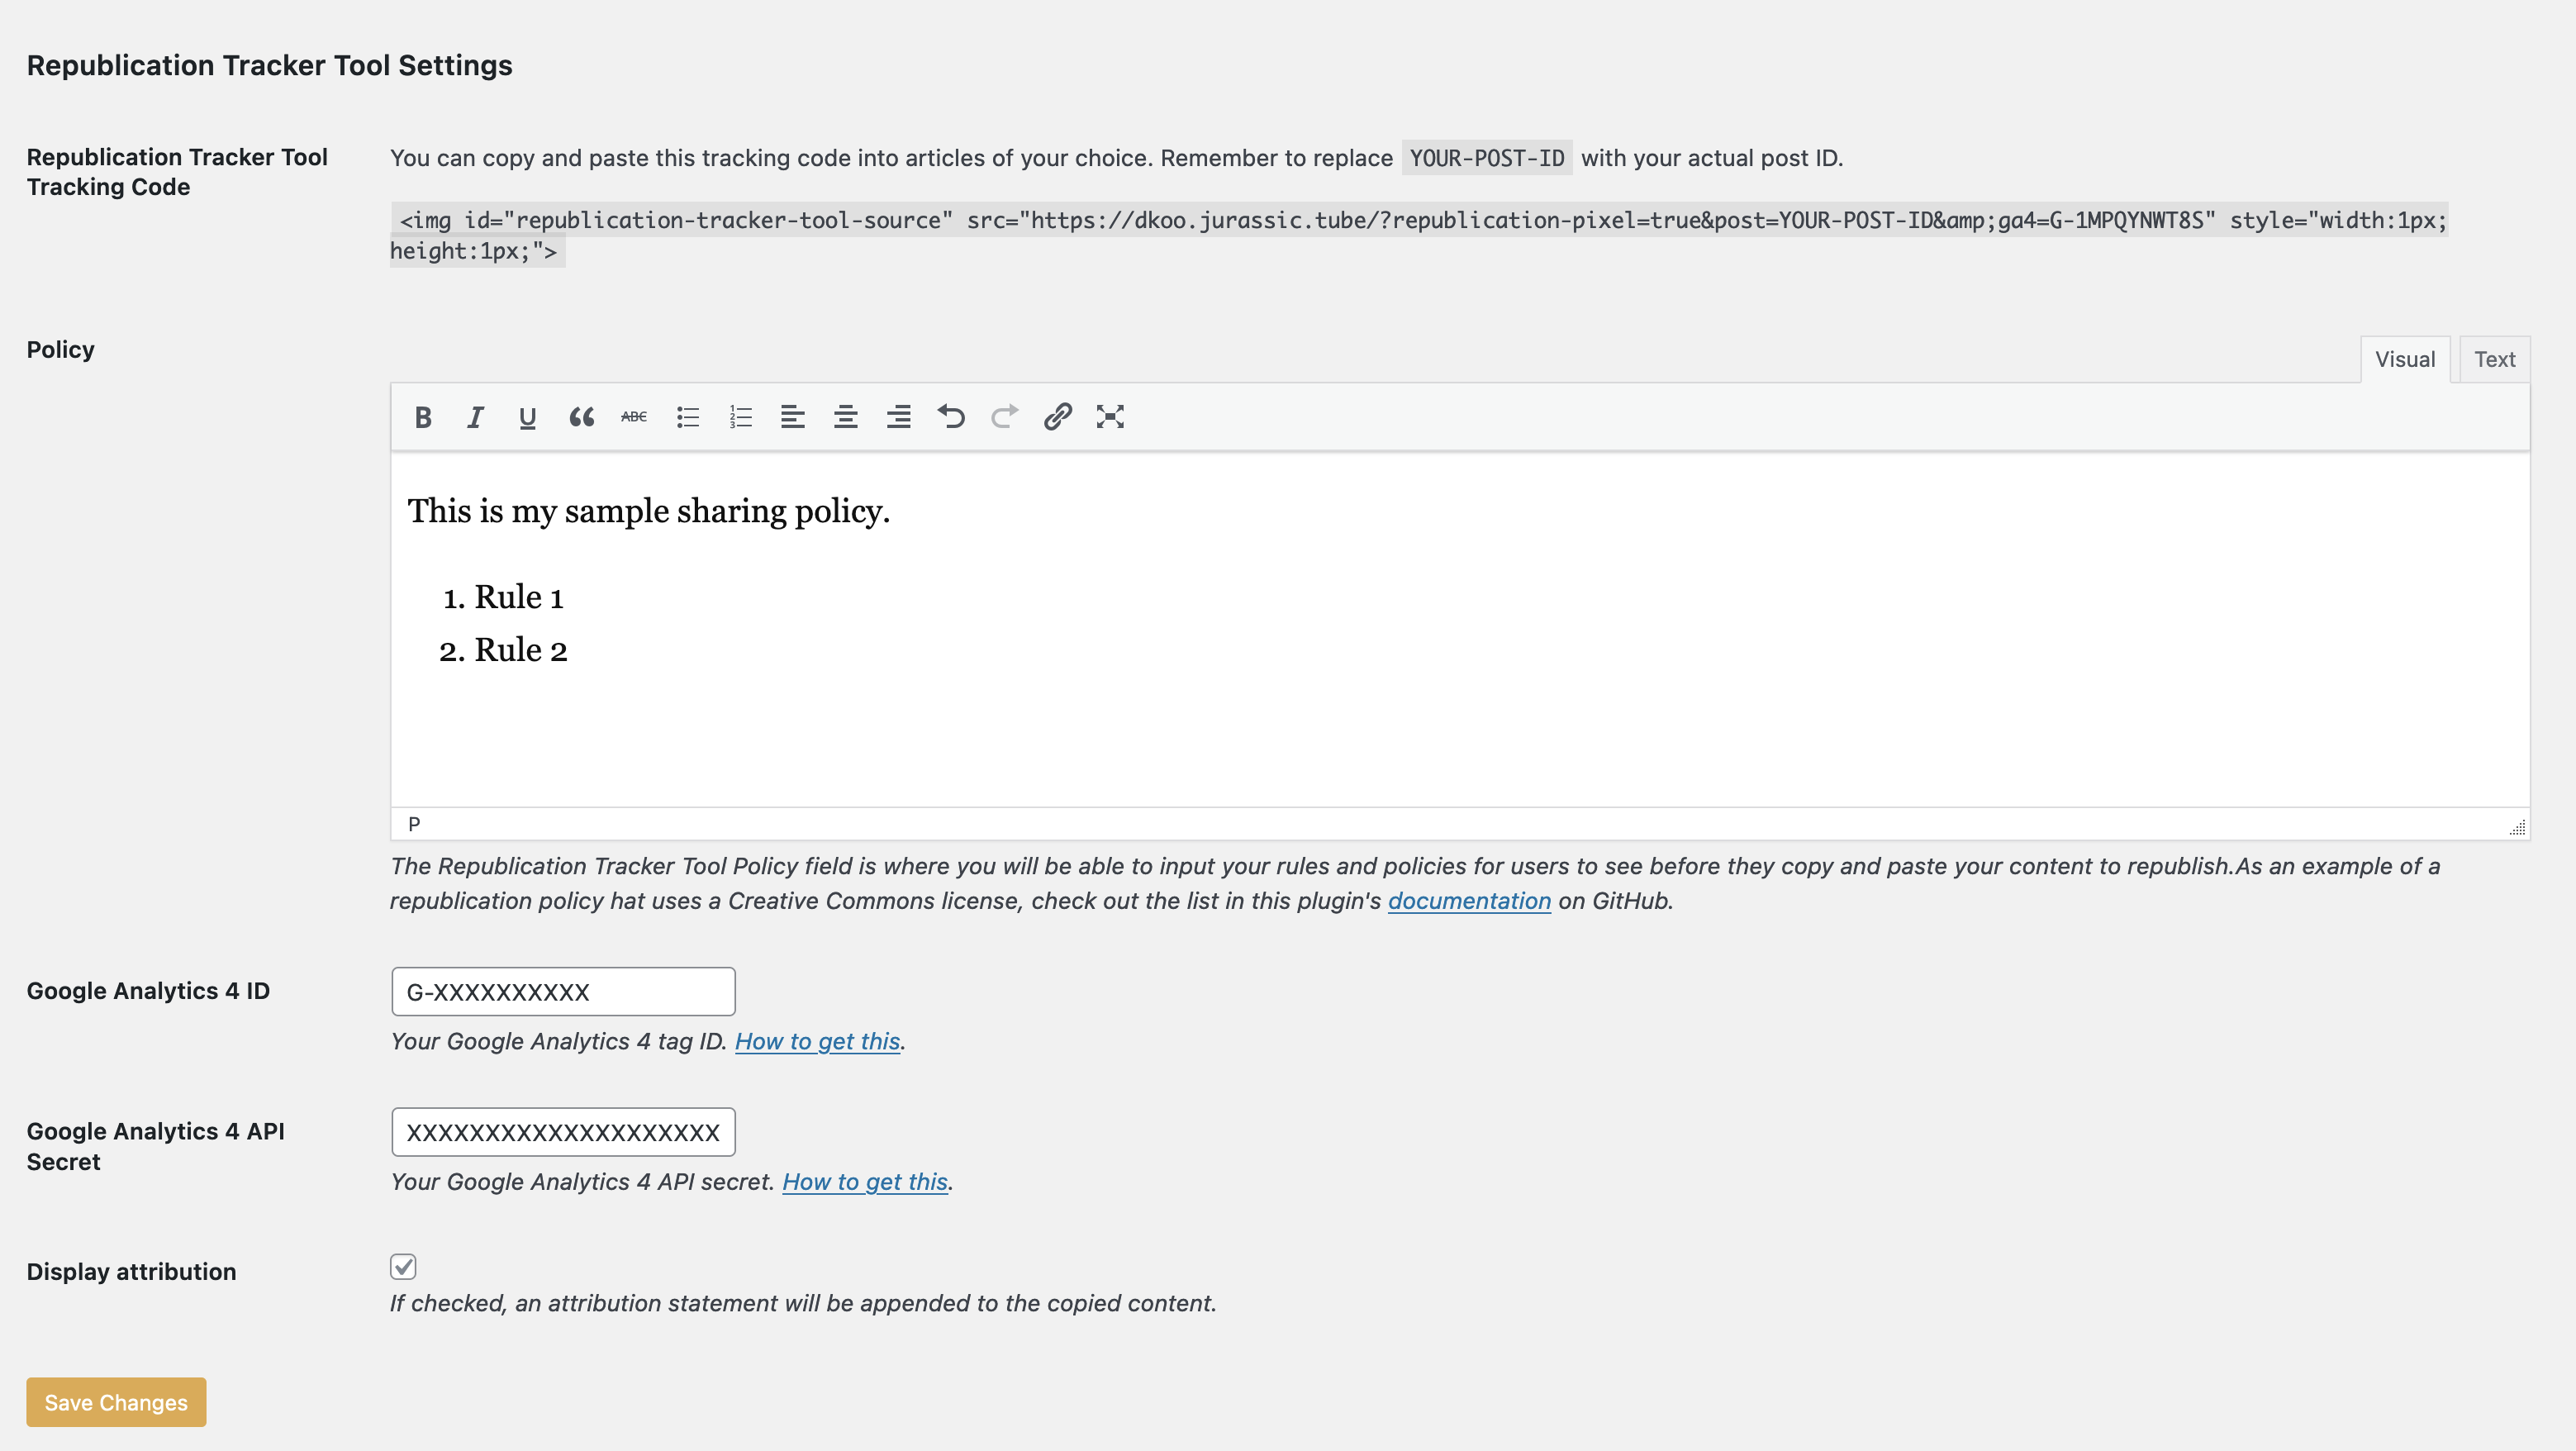 Republication Tracker Tool Settings
Republication Tracker Tool
Tracking Code
You can copy and paste this tracking code into articles of your choice. Remember to replace YOUR-POST-ID with your actual post ID.
<img id="republication-tracker-tool-source" src="https://dkoo.jurassic.tube/?republication-pixel=true&post=YOUR-POST-ID&amp;ga4=G-1MPQYNWT8S" style="width:1px;
height:1px;">
Policy
Visual
Text
B I U ABC
This is my sample sharing policy.
1. Rule 1
2. Rule 2
P
The Republication Tracker Tool Policy field is where you will be able to input your rules and policies for users to see before they copy and paste your content to republish.As an example of a
republication policy hat uses a Creative Commons license, check out the list in this plugin's documentation on GitHub.
Google Analytics 4 ID
G-XXXXXXXXXX
Your Google Analytics 4 tag ID. How to get this.
Google Analytics 4 API
Secret
XXXXXXXXXXXXXXXXXXXX
Your Google Analytics 4 API secret. How to get this.
Display attribution
If checked, an attribution statement will be appended to the copied content.
Save Changes